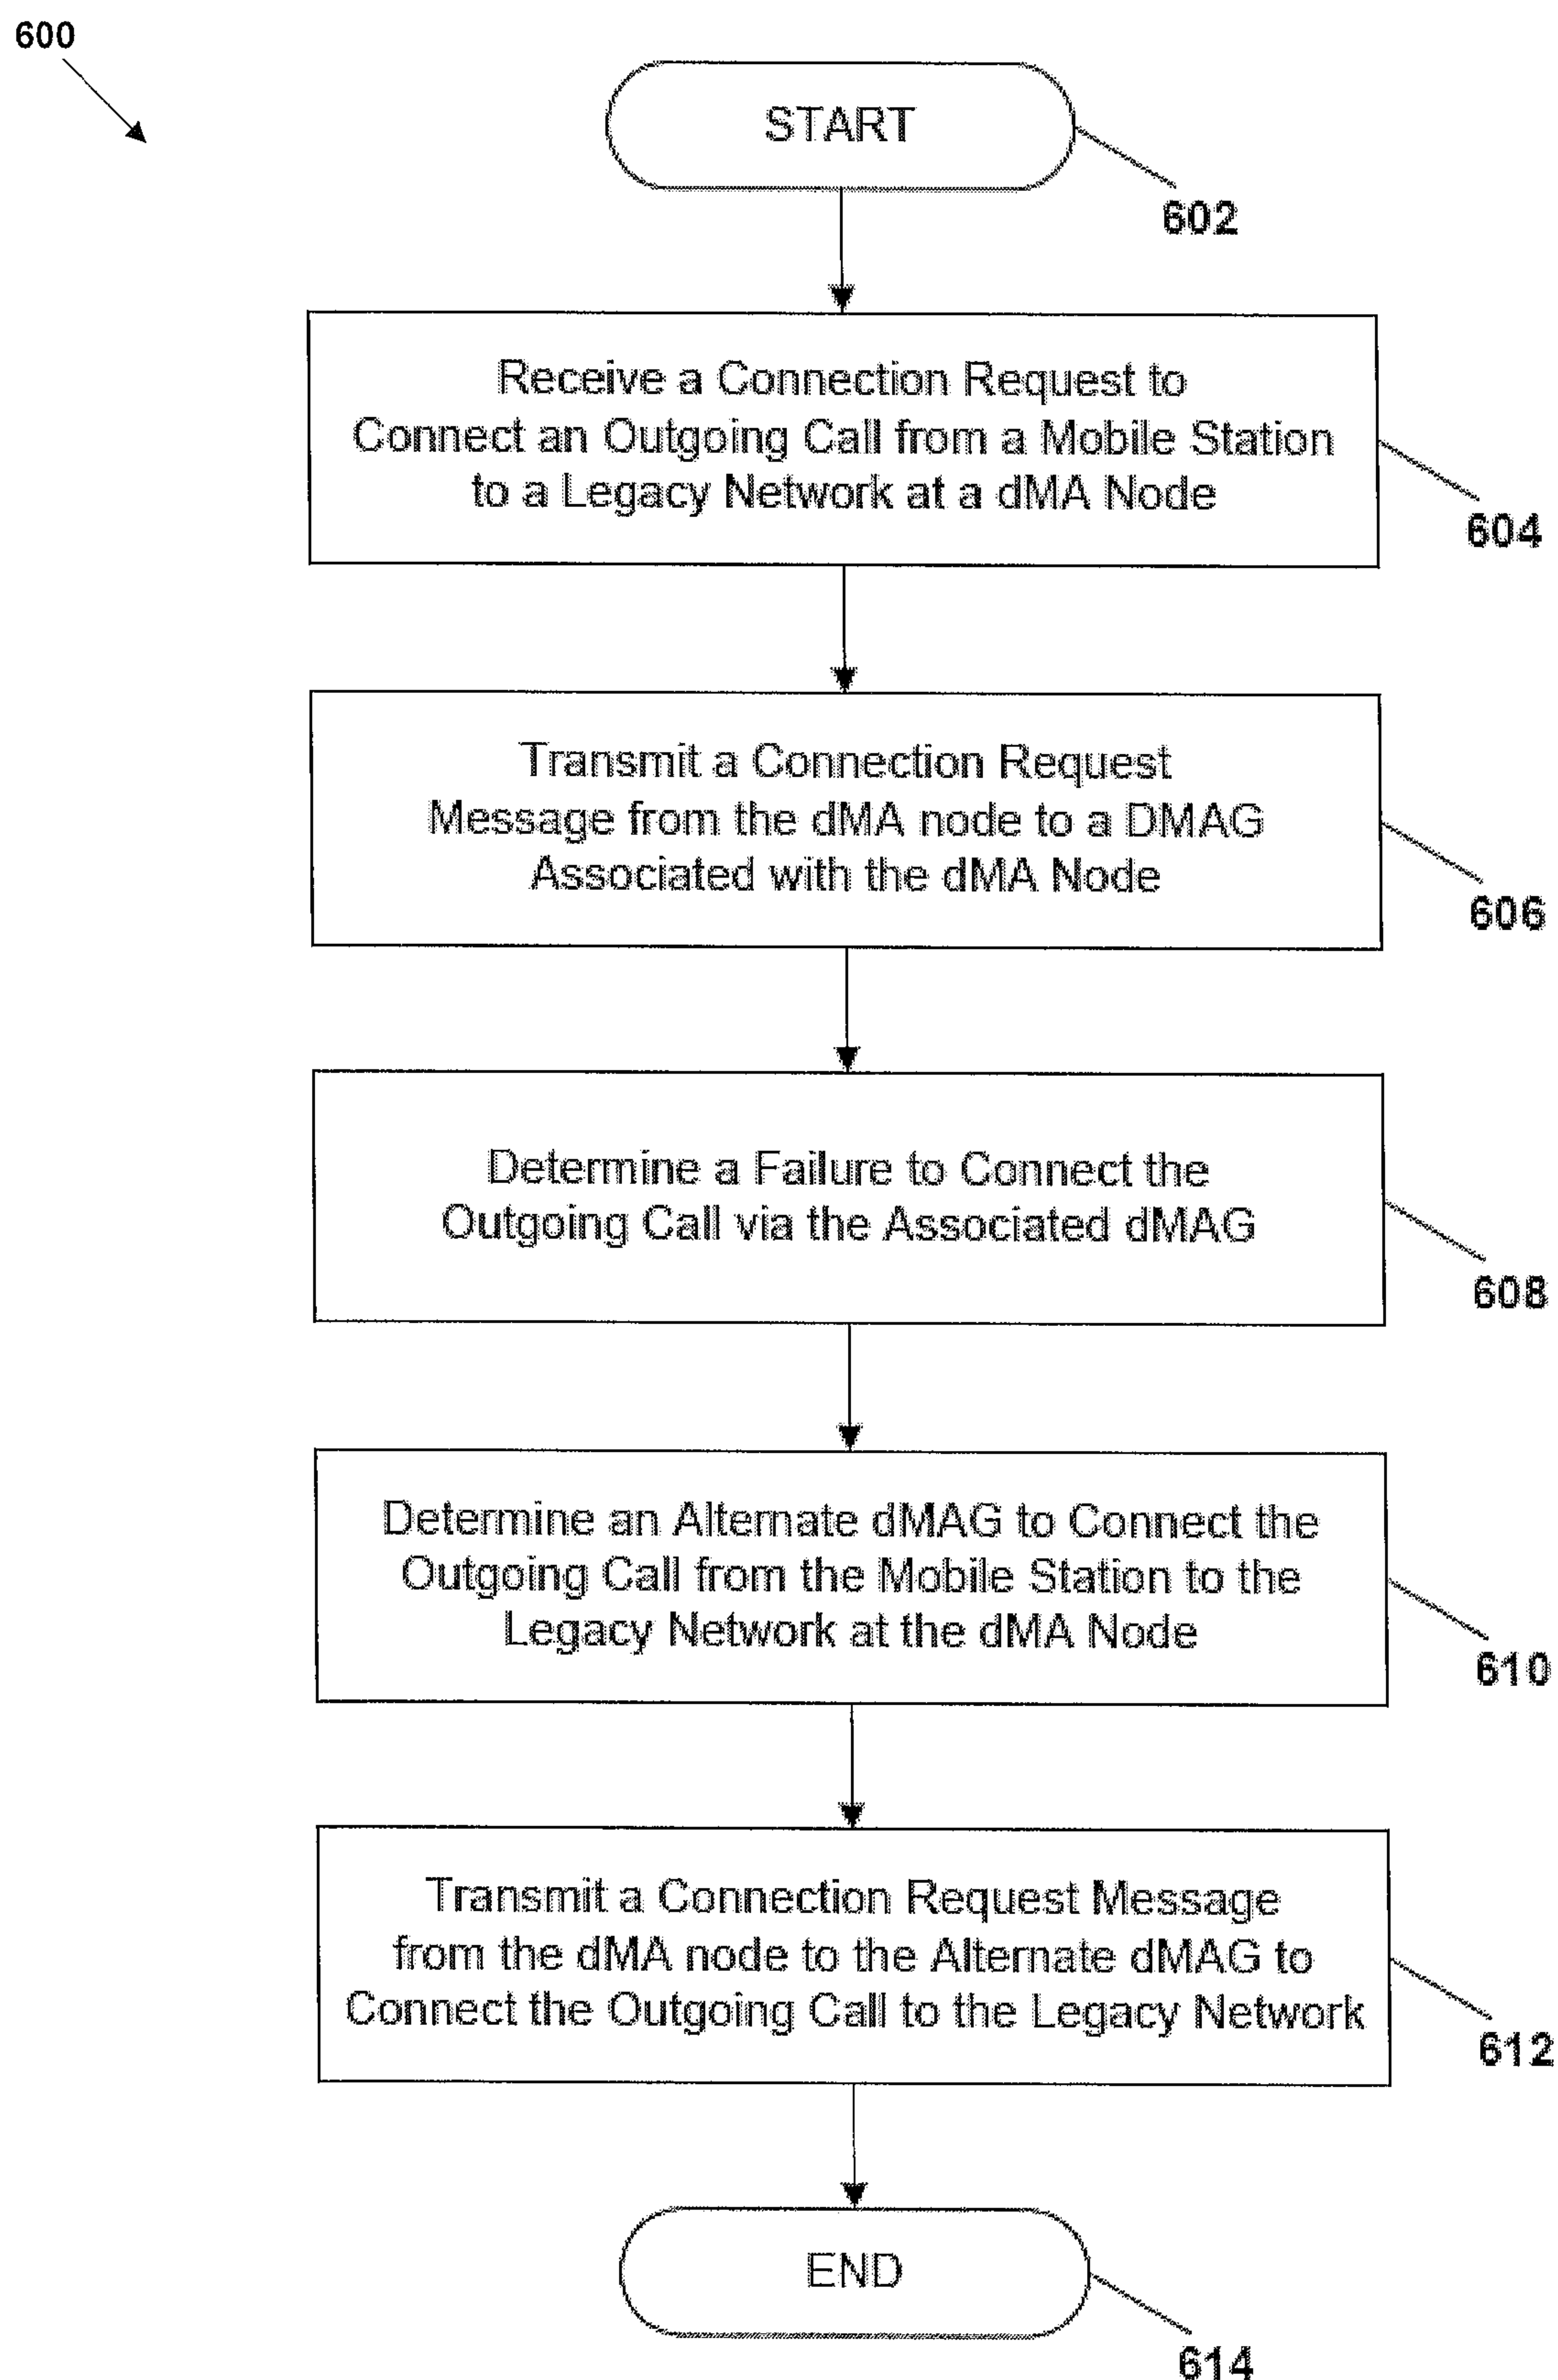 600
START
602
Receive a Connection Request to
Connect an Outgoing Call from a Mobile Station
to a Legacy Network at a dMA Node
604
Transmit a Connection Request
Message from the dMA node to a DMAG
Associated with the dMA Node
606
Determine a Failure to Connect the
Outgoing Call via the Associated dMAG
608
Determine an Alternate dMAG to Connect the
Outgoing Call from the Mobile Station to the
Legacy Network at the dMA Node
610
Transmit a Connection Request Message
from the dMA node to the Alternate dMAG to
Connect the Outgoing Call to the Legacy Network
612
END
614